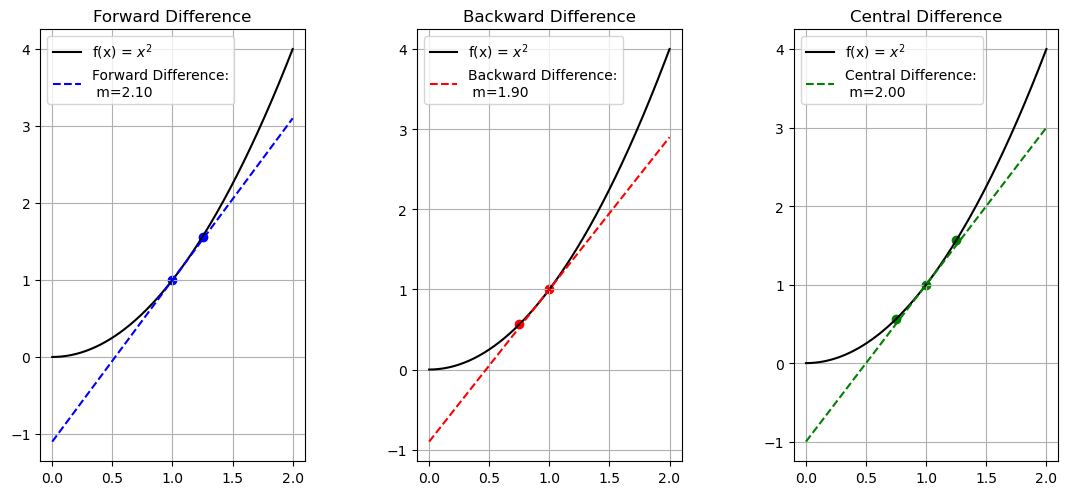 Forward Difference
f(x) = x²
Forward Difference:
m=2.10
4
3
2
1
0
−1
0.0 0.5 1.0 1.5 2.0
Backward Difference
f(x) = x²
Backward Difference:
m=1.90
4
3
2
1
0
−1
0.0 0.5 1.0 1.5 2.0
Central Difference
f(x) = x²
Central Difference:
m=2.00
4
3
2
1
0
−1
0.0 0.5 1.0 1.5 2.0